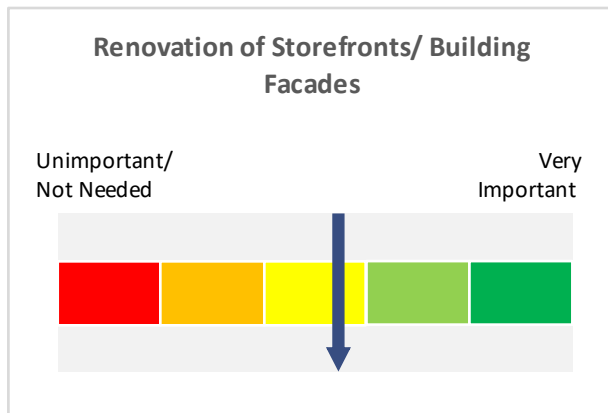 Renovation of Storefronts/ Building
Facades
Unimportant/
Not Needed
Very
Important